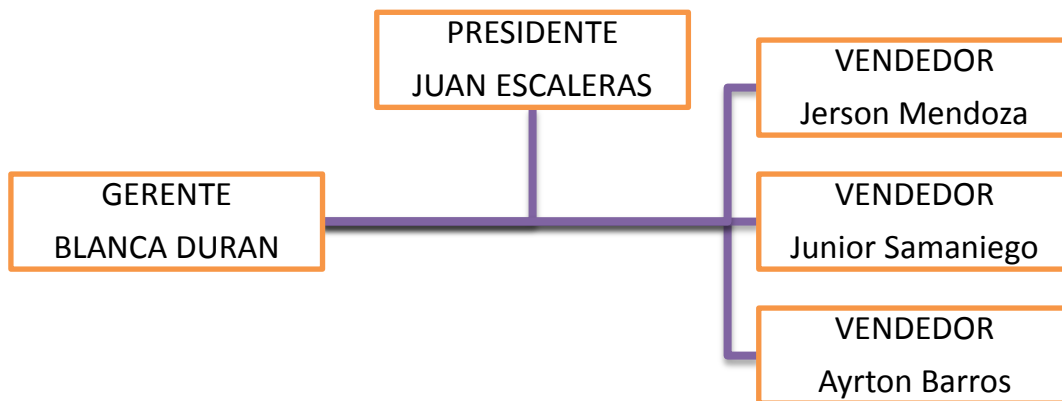 PRESIDENTE
JUAN ESCALERAS
GERENTE
BLANCA DURAN
VENDEDOR
Jerson Mendoza
VENDEDOR
Junior Samaniego
VENDEDOR
Ayrton Barros